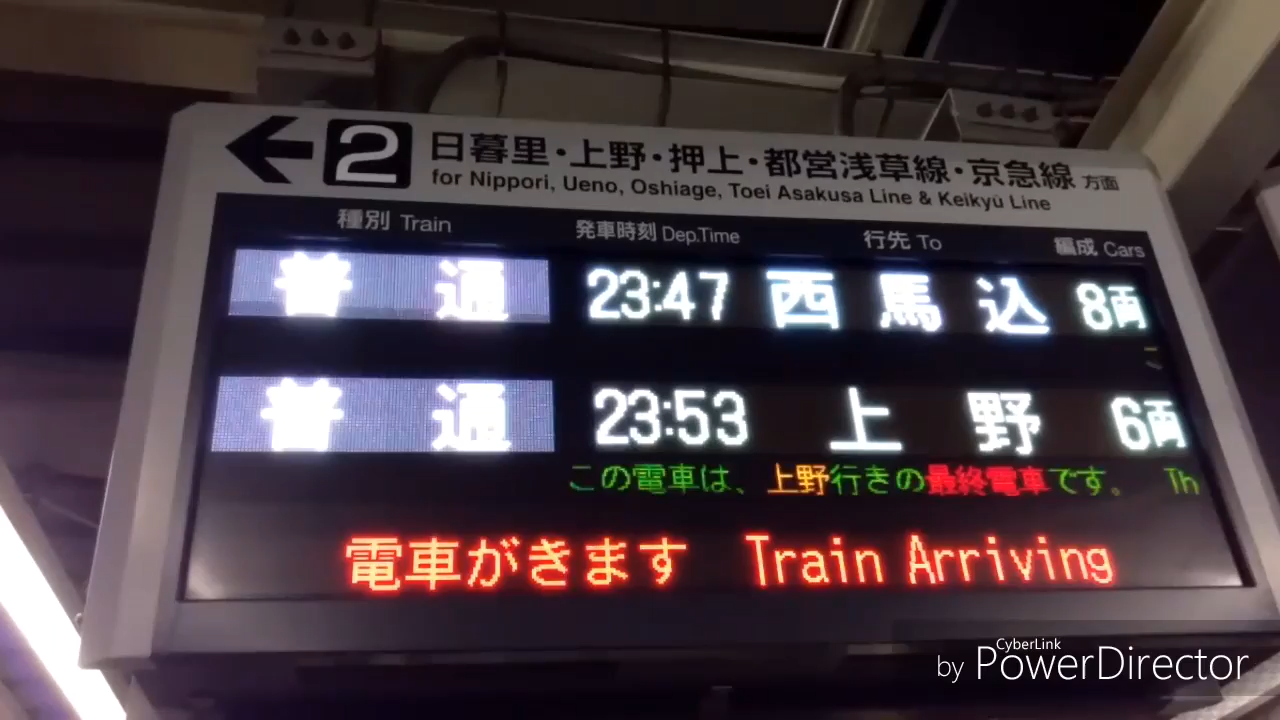 2 日暮里・上野・押上・都営浅草線・京急線 方面
for Nippori, Ueno, Oshiage, Toei Asakusa Line & Keikyū Line
種別 Train 発車時刻 Dep.Time 行先 To 編成 Cars
普通 23:47 西馬込 8両
こ
普通 23:53 上野 6両
この電車は、上野行きの最終電車です。 Th
電車がきます Train Arriving
CyberLink
by PowerDirector